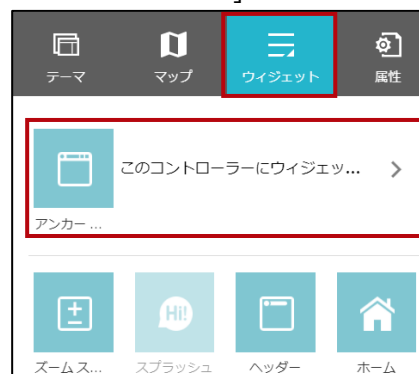 テーマ
マップ
ウィジェット
属性
このコントローラーにウィジェッ...
アンカー ...
Hi!
ズーム ス...
スプラッシュ
ヘッダー
ホーム